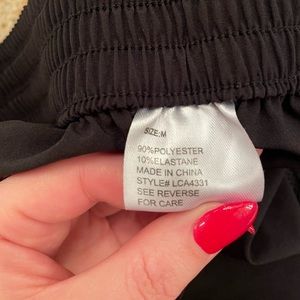 SIZE:M
90%POLYESTER
10%ELASTANE
MADE IN CHINA
STYLE# LCA4331
SEE REVERSE
FOR CARE